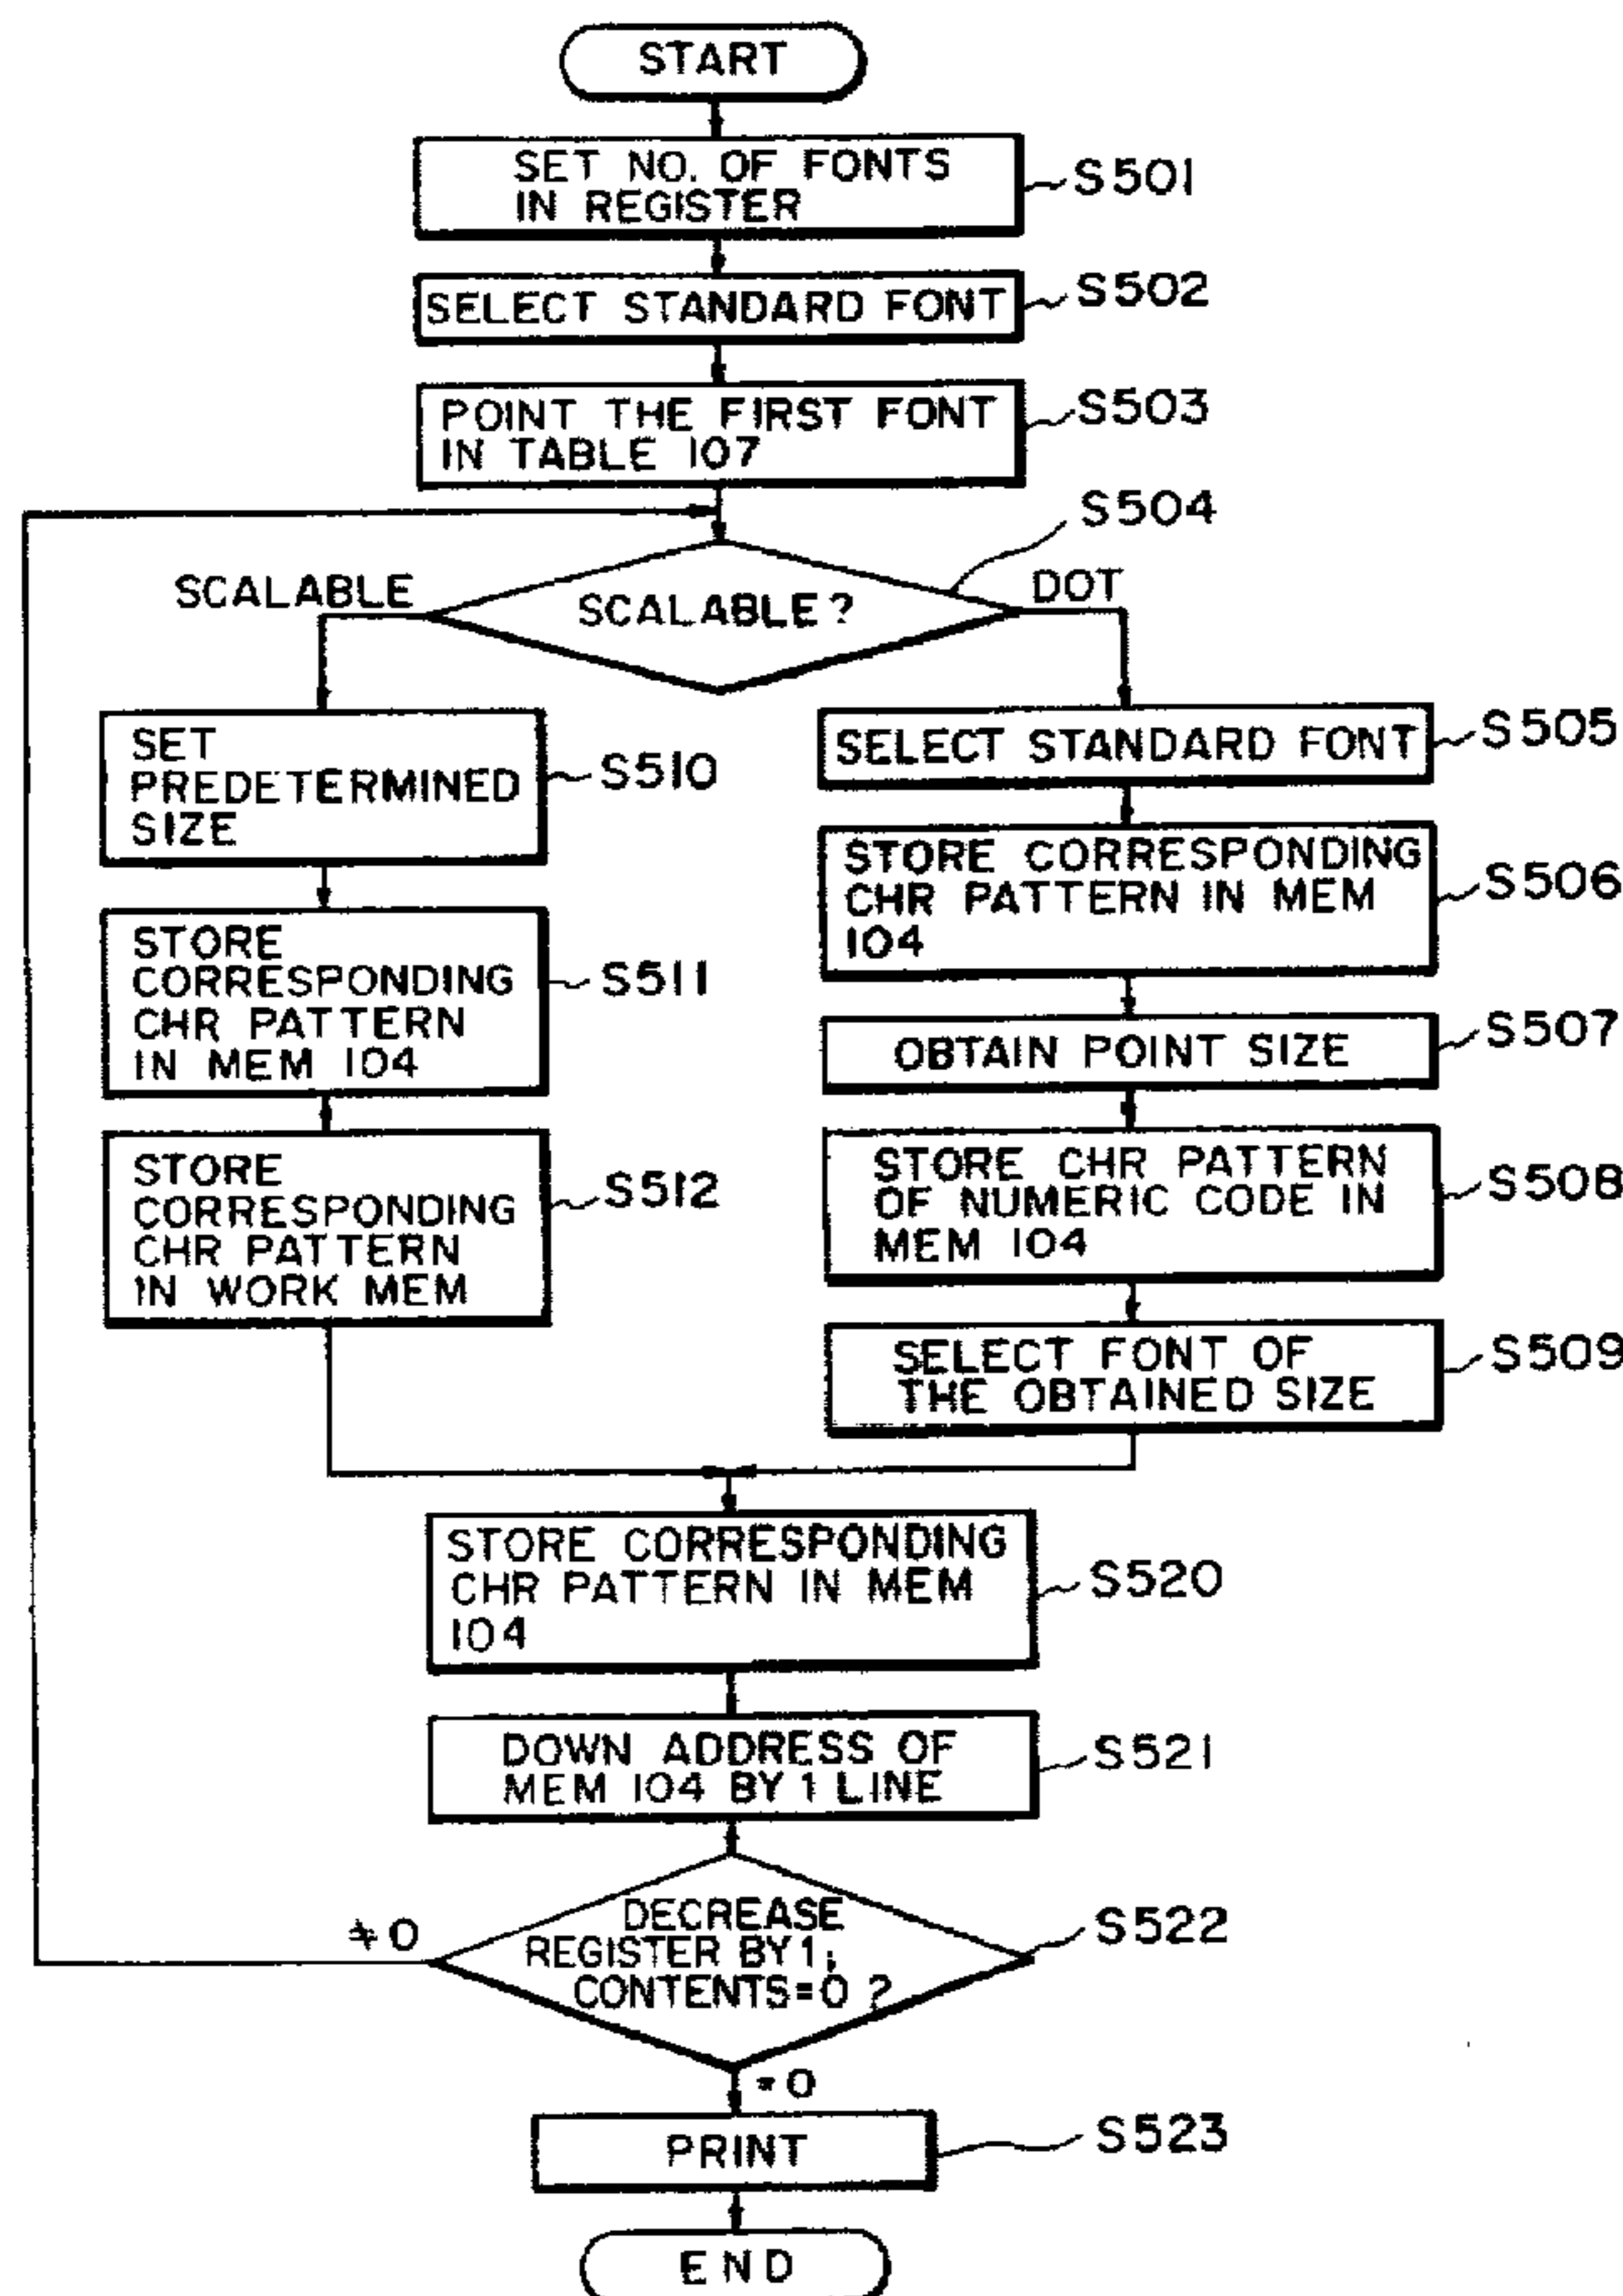 START
SET NO. OF FONTS
IN REGISTER
S501
SELECT STANDARD FONT
S502
POINT THE FIRST FONT
IN TABLE 107
S503
S504
SCALABLE
SCALABLE?
DOT
SET
PREDETERMINED
SIZE
S510
STORE
CORRESPONDING
CHR PATTERN
IN MEM 104
S511
STORE
CORRESPONDING
CHR PATTERN
IN WORK MEM
S512
SELECT STANDARD FONT
S505
STORE CORRESPONDING
CHR PATTERN IN MEM
104
S506
OBTAIN POINT SIZE
S507
STORE CHR PATTERN
OF NUMERIC CODE IN
MEM 104
S508
SELECT FONT OF
THE OBTAINED SIZE
S509
STORE CORRESPONDING
CHR PATTERN IN MEM
104
S520
DOWN ADDRESS OF
MEM 104 BY 1 LINE
S521
≠0
DECREASE
REGISTER BY 1;
CONTENTS=0 ?
S522
=0
PRINT
S523
END